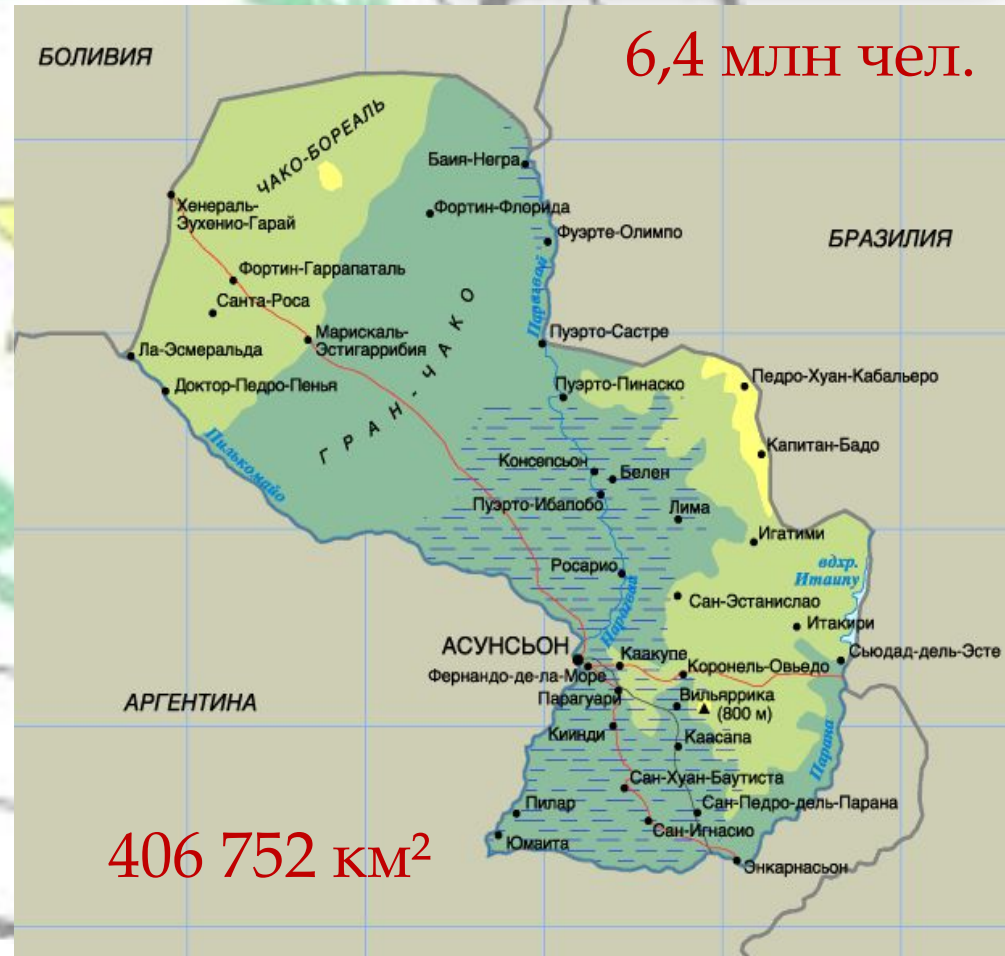 БОЛИВИЯ
6,4 млн чел.
ЧАКО-БОРЕАЛЬ
Баия-Негра
Хенераль-
Эухенио-Гарай
Фортин-Флорида
Фуэрте-Олимпо
БРАЗИЛИЯ
Фортин-Гаррапаталь
Санта-Роса
Парагвай
ГРАН-ЧАКО
Марискаль-
Эстигаррибия
Пуэрто-Састре
Ла-Эсмеральда
Доктор-Педро-Пенья
Пуэрто-Пинаско
Педро-Хуан-Кабальеро
Пилькомайо
Капитан-Бадо
Консепсьон
Белен
Пуэрто-Ибапобо
Лима
Игатими
вдхр.
Итаипу
Росарио
Парагвай
Сан-Эстанислао
Итакири
АСУНСЬОН
Каакупе
Сьюдад-дель-Эсте
Фернандо-де-ла-Море
Коронель-Овьедо
АРГЕНТИНА
Парагуари
Вильяррика
(800 м)
Киинди
Каасапа
Парана
Сан-Хуан-Баутиста
Пилар
Сан-Педро-дель-Парана
Юмаита
Сан-Игнасио
406 752 км²
Энкарнасьон